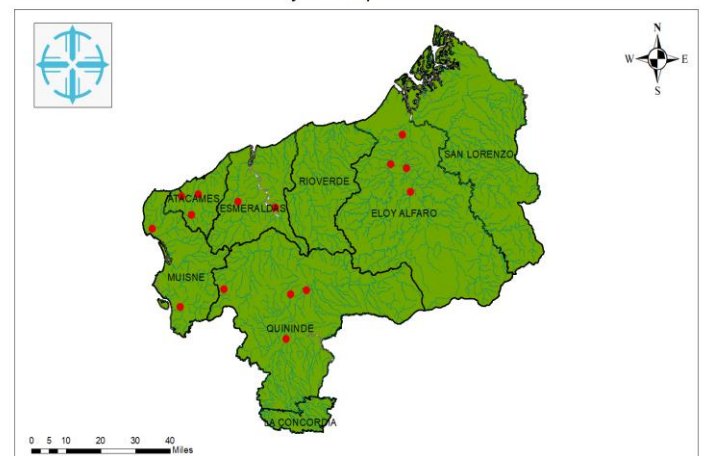 N
W E
S
SAN LORENZO
RIOVERDE
ATACAMES
ESMERALDAS
ELOY ALFARO
MUISNE
QUININDE
LA CONCORDIA
0 5 10 20 30 40
Miles